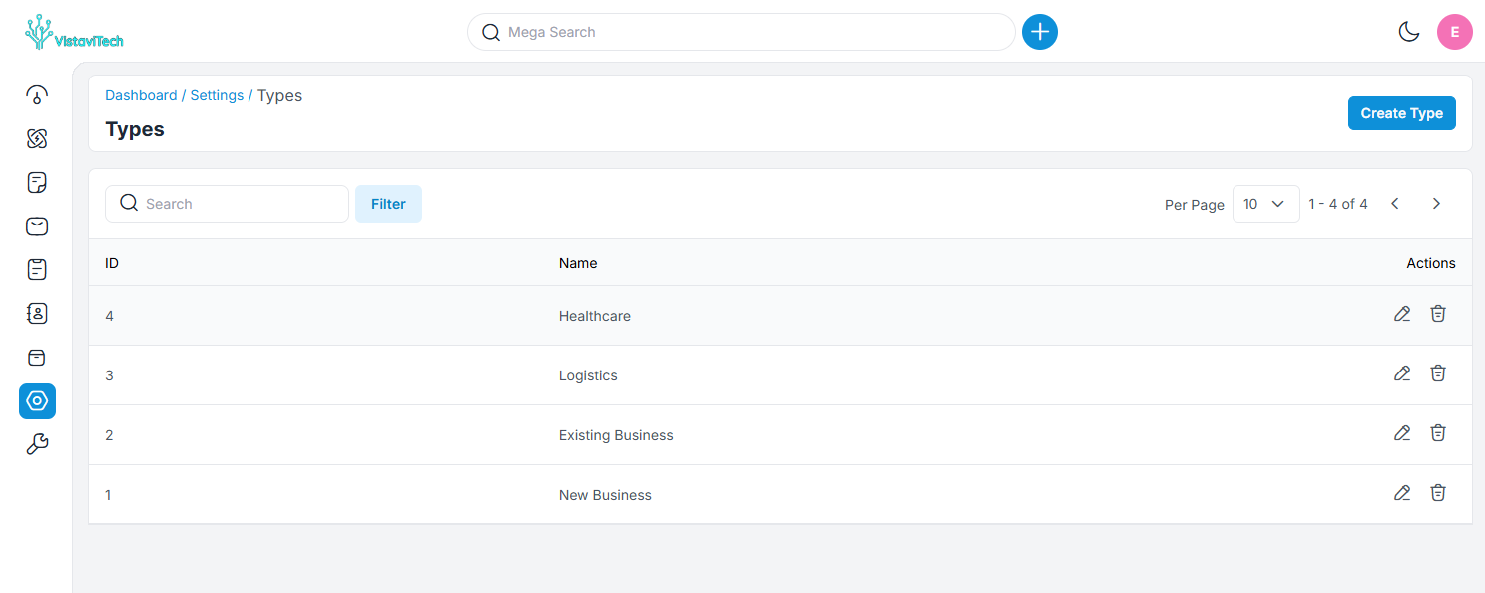 VistaviTech
Mega Search
E
Dashboard / Settings / Types
Types
Create Type
Search
Filter
Per Page
10
1 - 4 of 4
ID Name Actions
4 Healthcare
3 Logistics
2 Existing Business
1 New Business